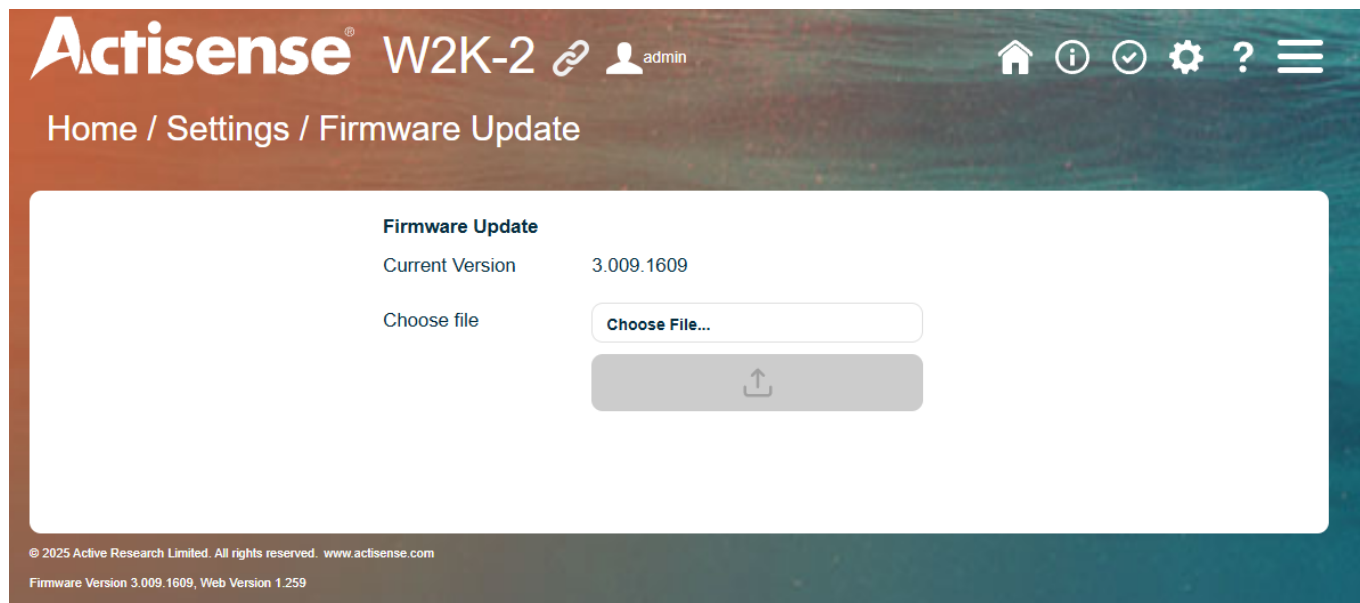 Actisense® W2K-2 admin ?
Home / Settings / Firmware Update
Firmware Update
Current Version 3.009.1609
Choose file Choose File...
© 2025 Active Research Limited. All rights reserved. www.actisense.com
Firmware Version 3.009.1609, Web Version 1.259